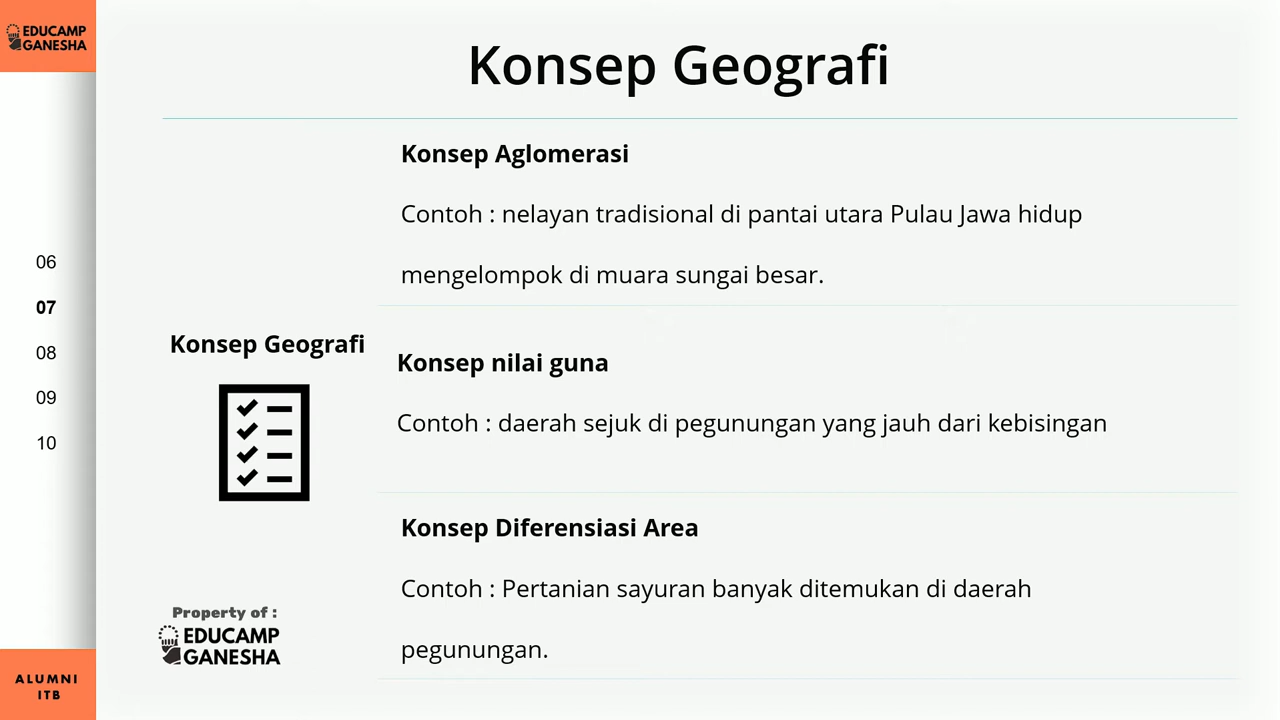 EDUCAMP
GANESHA
Konsep Geografi
Konsep Aglomerasi
Contoh : nelayan tradisional di pantai utara Pulau Jawa hidup
mengelompok di muara sungai besar.
06
07
08
09
10
Konsep Geografi
Konsep nilai guna
Contoh : daerah sejuk di pegunungan yang jauh dari kebisingan
Konsep Diferensiasi Area
Contoh : Pertanian sayuran banyak ditemukan di daerah
pegunungan.
Property of :
EDUCAMP
GANESHA
ALUMNI
ITB